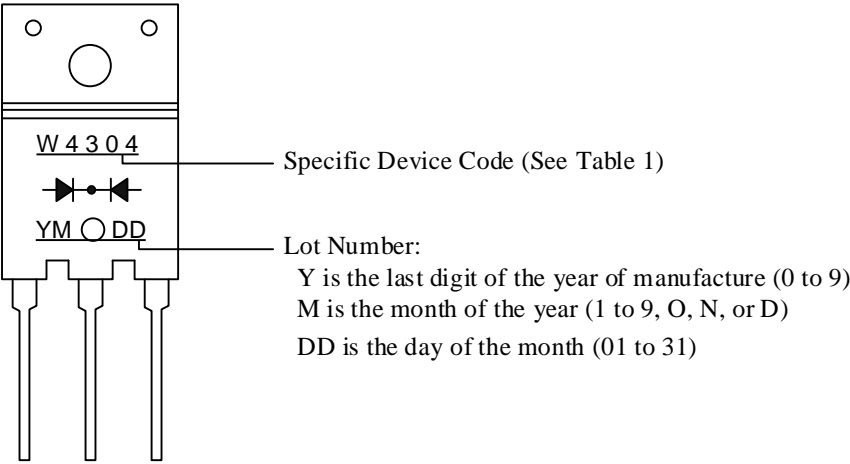 W 4 3 0 4
Specific Device Code (See Table 1)
YM DD
Lot Number:
Y is the last digit of the year of manufacture (0 to 9)
M is the month of the year (1 to 9, O, N, or D)
DD is the day of the month (01 to 31)